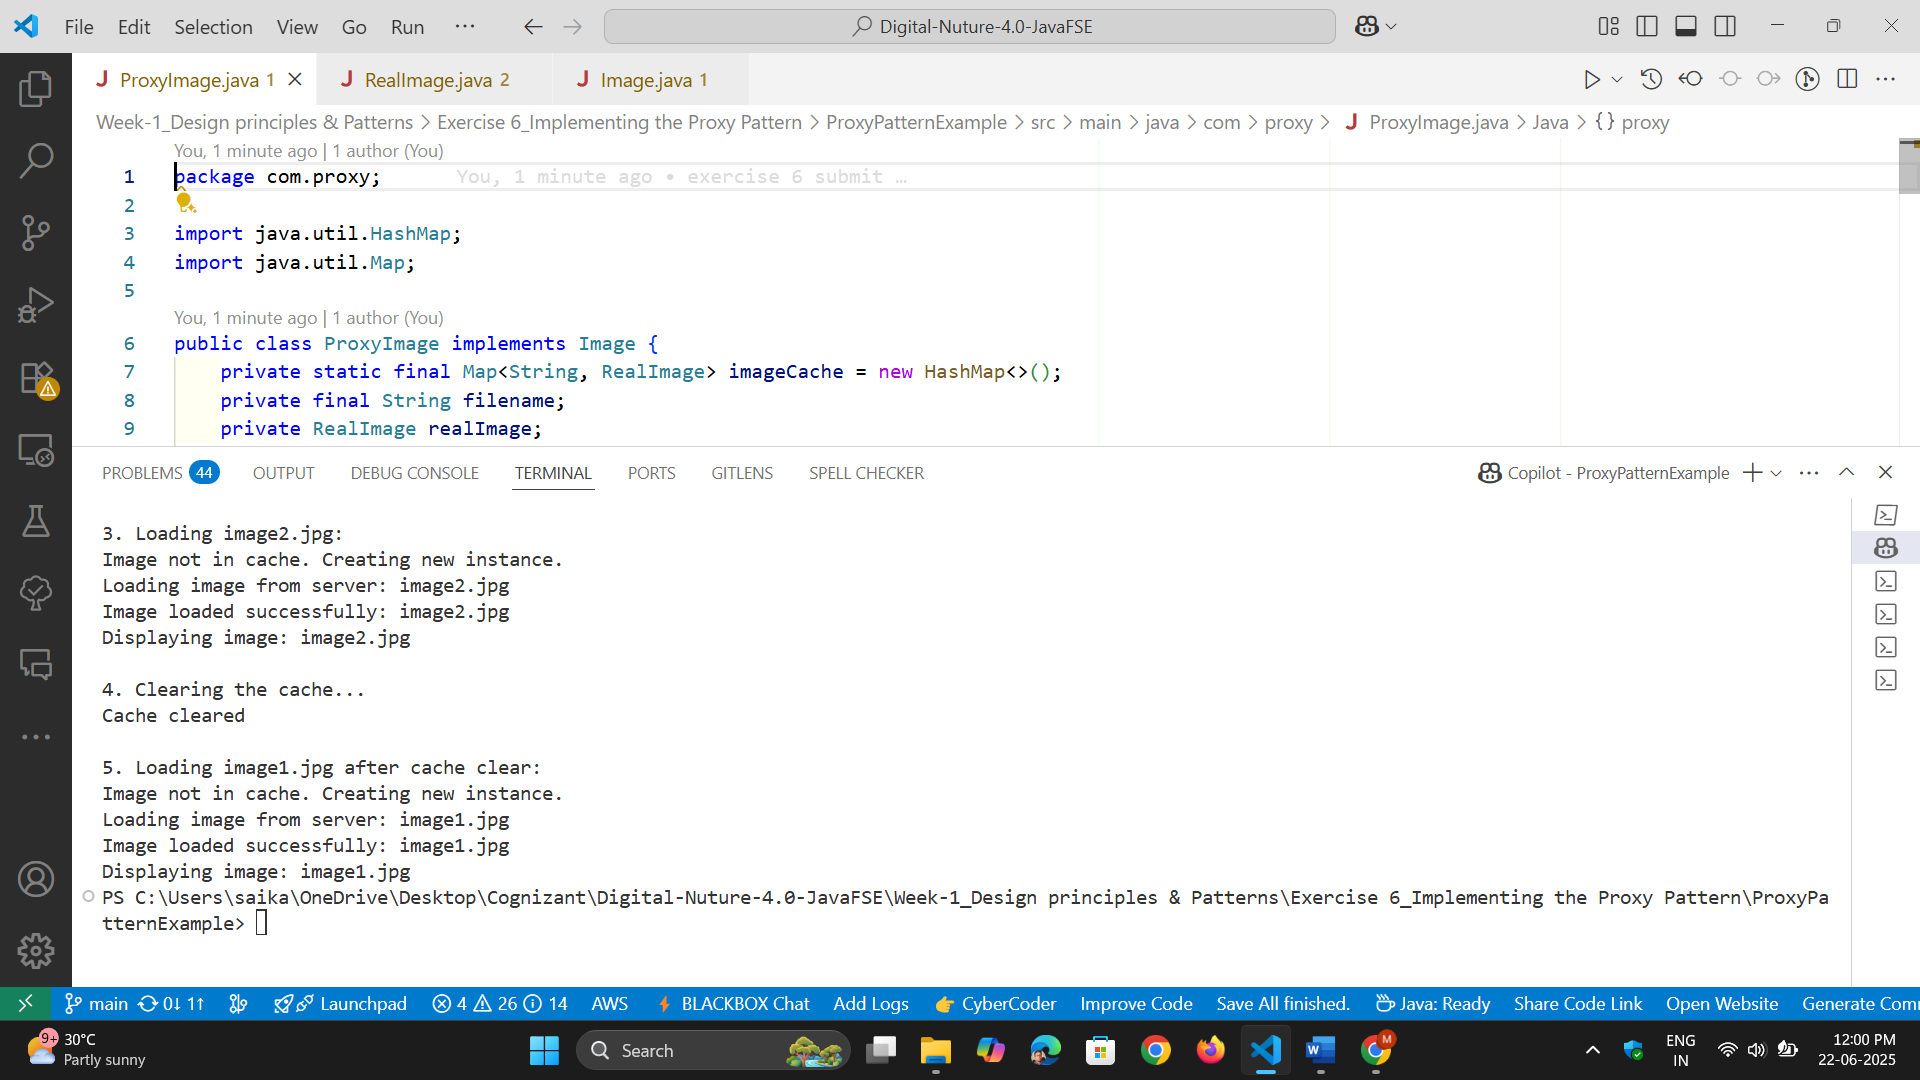 File Edit Selection View Go Run ··· Digital-Nuture-4.0-JavaFSE
ProxyImage.java 1 RealImage.java 2 Image.java 1
Week-1_Design principles & Patterns > Exercise 6_Implementing the Proxy Pattern > ProxyPatternExample > src > main > java > com > proxy > ProxyImage.java > Java > {} proxy
You, 1 minute ago | 1 author (You)
1 package com.proxy; You, 1 minute ago • exercise 6 submit …
2
3 import java.util.HashMap;
4 import java.util.Map;
5
You, 1 minute ago | 1 author (You)
6 public class ProxyImage implements Image {
7 private static final Map<String, RealImage> imageCache = new HashMap<>();
8 private final String filename;
9 private RealImage realImage;
PROBLEMS 44 OUTPUT DEBUG CONSOLE TERMINAL PORTS GITLENS SPELL CHECKER Copilot - ProxyPatternExample
3. Loading image2.jpg:
Image not in cache. Creating new instance.
Loading image from server: image2.jpg
Image loaded successfully: image2.jpg
Displaying image: image2.jpg
4. Clearing the cache...
Cache cleared
5. Loading image1.jpg after cache clear:
Image not in cache. Creating new instance.
Loading image from server: image1.jpg
Image loaded successfully: image1.jpg
Displaying image: image1.jpg
PS C:\Users\saika\OneDrive\Desktop\Cognizant\Digital-Nuture-4.0-JavaFSE\Week-1_Design principles & Patterns\Exercise 6_Implementing the Proxy Pattern\ProxyPa
tternExample>
main 0↓ 1↑ Launchpad 4 26 14 AWS BLACKBOX Chat Add Logs CyberCoder Improve Code Save All finished. Java: Ready Share Code Link Open Website Generate Com
9+ 30°C
Partly sunny
Search
M
ENG
IN
12:00 PM
22-06-2025